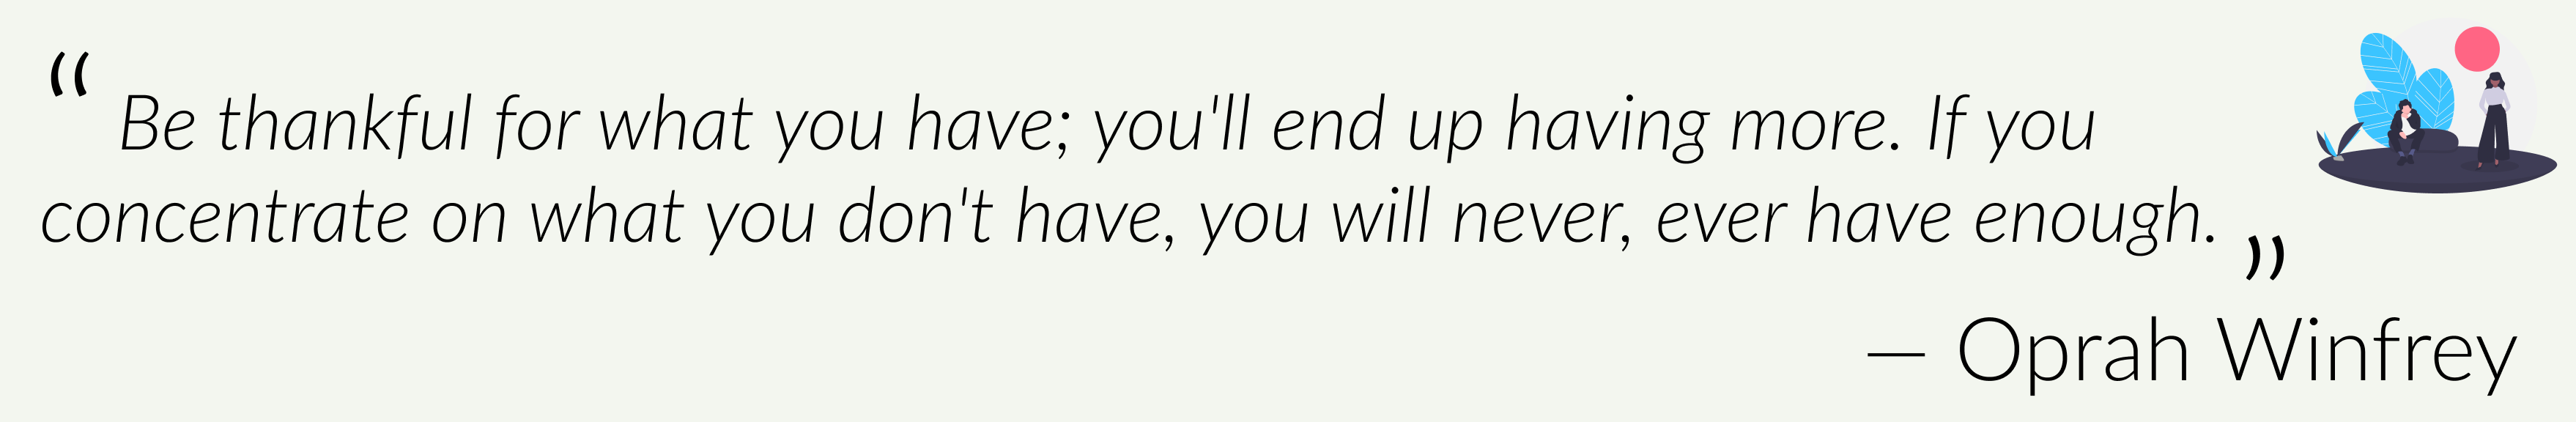 “ Be thankful for what you have; you'll end up having more. If you
concentrate on what you don't have, you will never, ever have enough. ”
— Oprah Winfrey